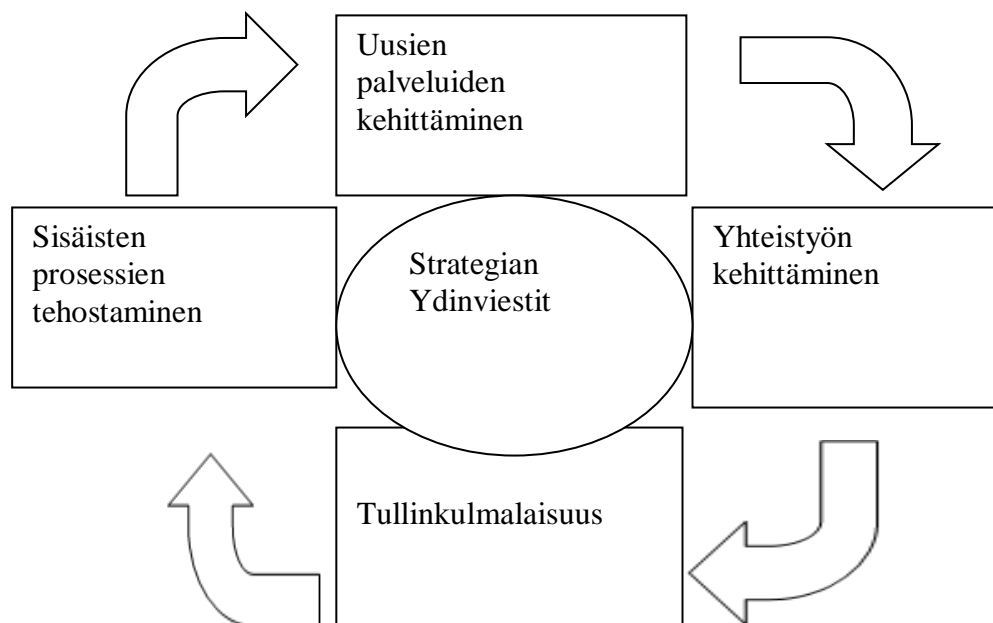 Uusien
palveluiden
kehittäminen
Sisäisten
prosessien
tehostaminen
Strategian
Ydinviestit
Yhteistyön
kehittäminen
Tullinkulmalaisuus